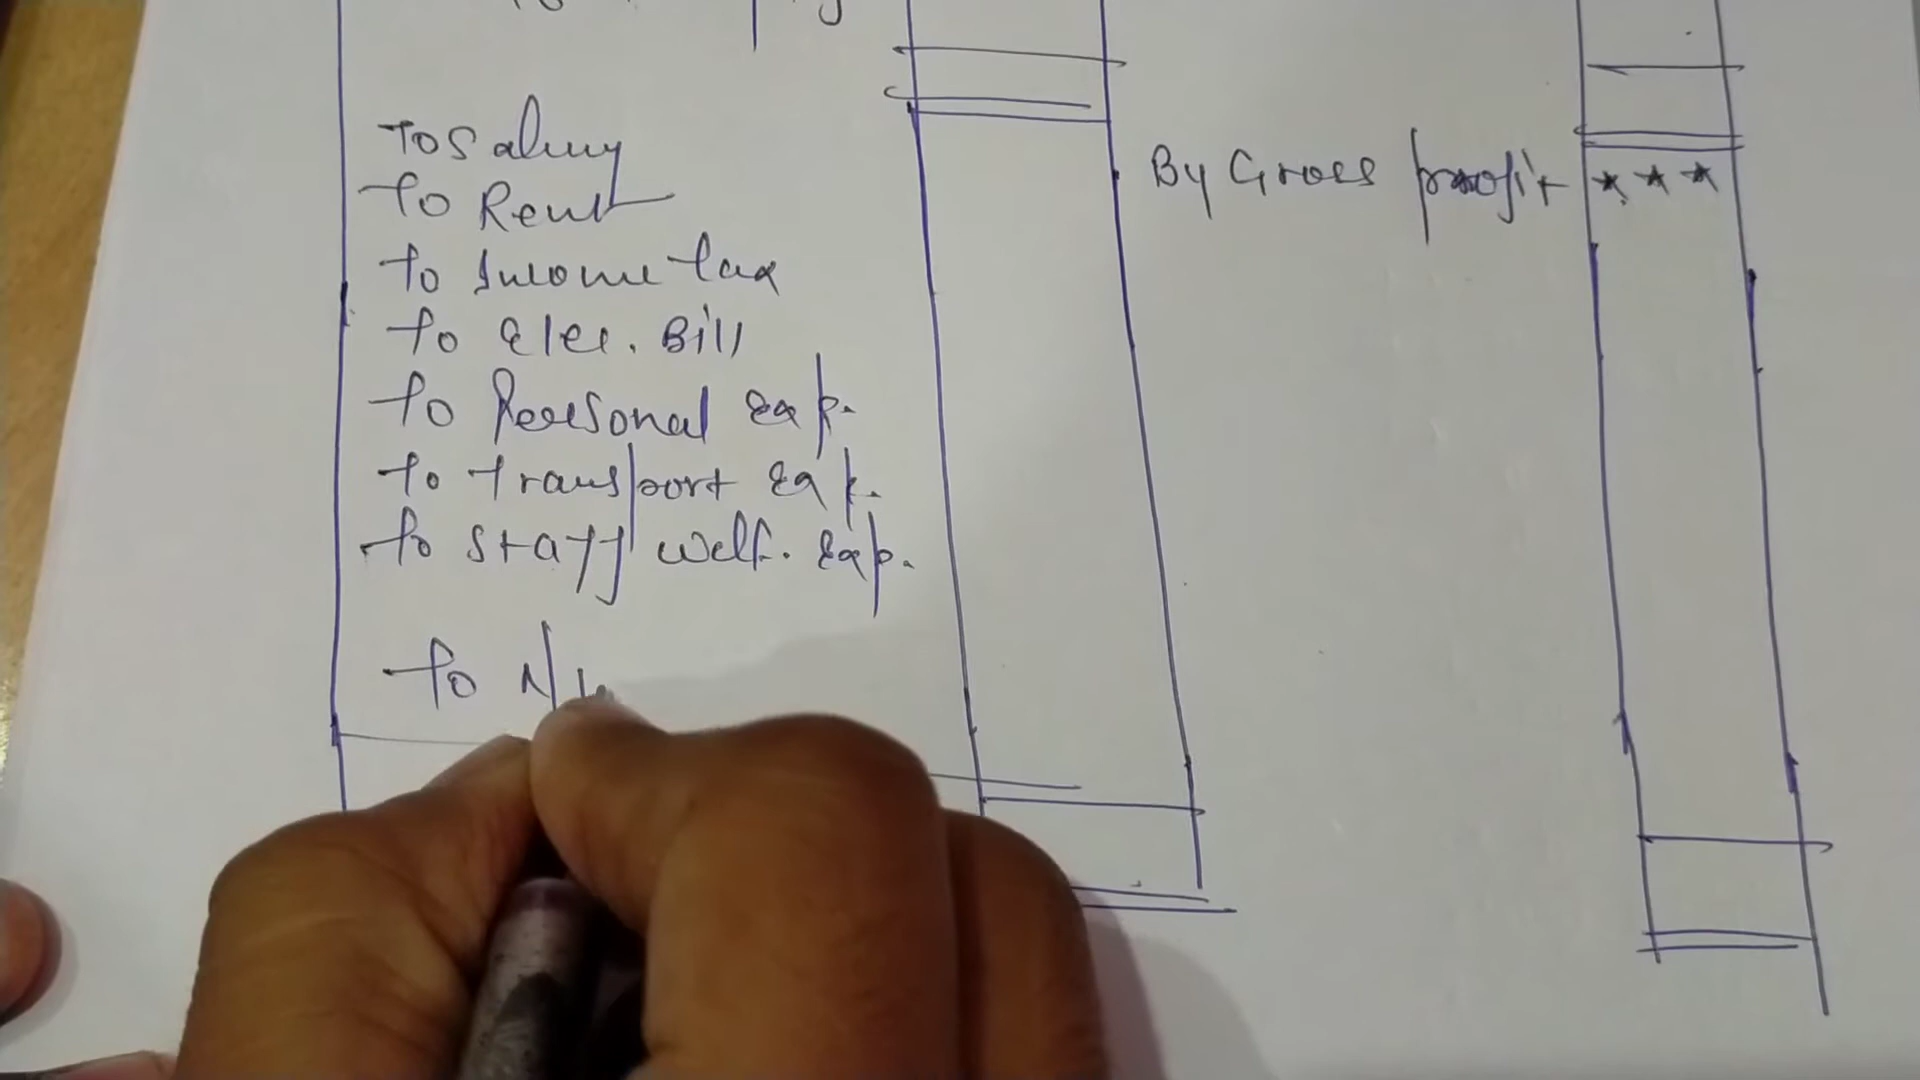 To Salary
To Rent
To Income tax
To Elec. Bill
To Personal Exp.
To transport Exp.
To Staff Welf. Exp.
To N
By Gross profit ***